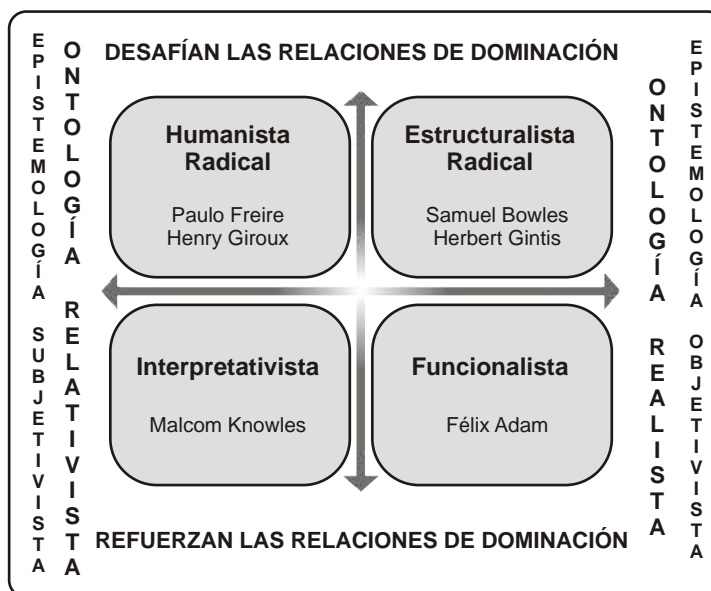 EPISTEMOLOGÍA SUBJETIVISTA
ONTOLOGÍA RELATIVISTA
DESAFÍAN LAS RELACIONES DE DOMINACIÓN
Humanista
Radical
Paulo Freire
Henry Giroux
Estructuralista
Radical
Samuel Bowles
Herbert Gintis
Interpretativista
Malcom Knowles
Funcionalista
Félix Adam
REFUERZAN LAS RELACIONES DE DOMINACIÓN
ONTOLOGÍA REALISTA
EPISTEMOLOGÍA OBJETIVISTA